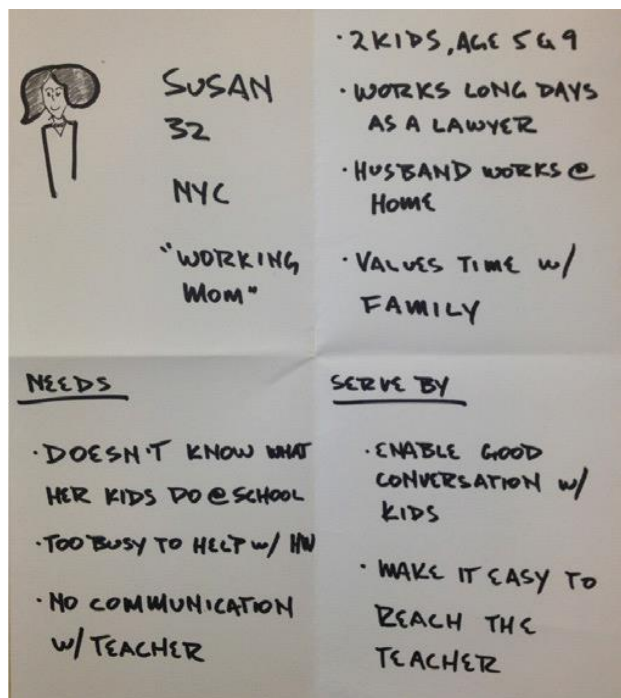 SUSAN
32
NYC
"WORKING
MOM"
· 2 KIDS, AGE 5 & 9
· WORKS LONG DAYS
AS A LAWYER
· HUSBAND WORKS @
HOME
· VALUES TIME W/
FAMILY
NEEDS
· DOESN'T KNOW WHAT
HER KIDS DO @ SCHOOL
· TOO BUSY TO HELP W/ HW
· NO COMMUNICATION
W/ TEACHER
SERVE BY
· ENABLE GOOD
CONVERSATION W/
KIDS
· MAKE IT EASY TO
REACH THE
TEACHER